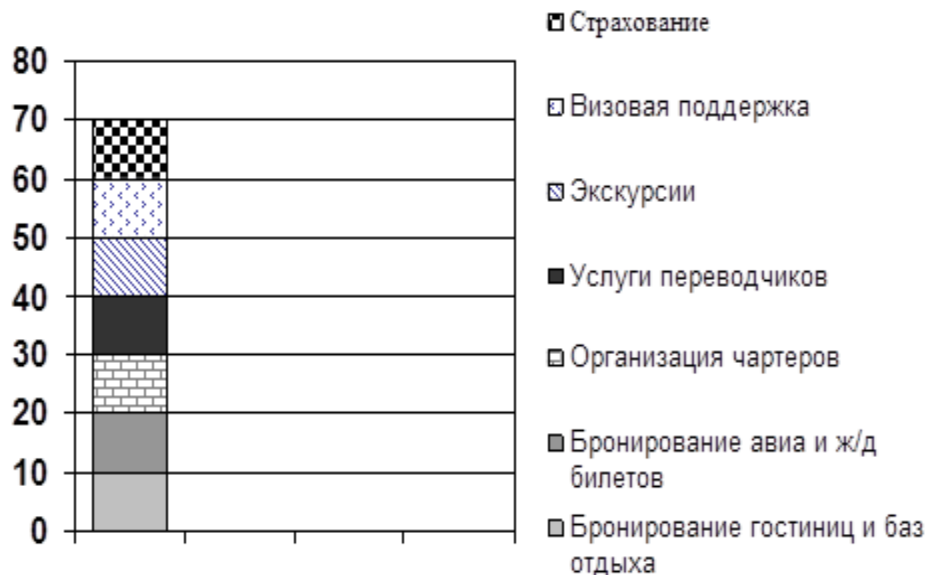 80
70
60
50
40
30
20
10
0
Страхование
Визовая поддержка
Экскурсии
Услуги переводчиков
Организация чартеров
Бронирование авиа и ж/д
билетов
Бронирование гостиниц и баз
отдыха